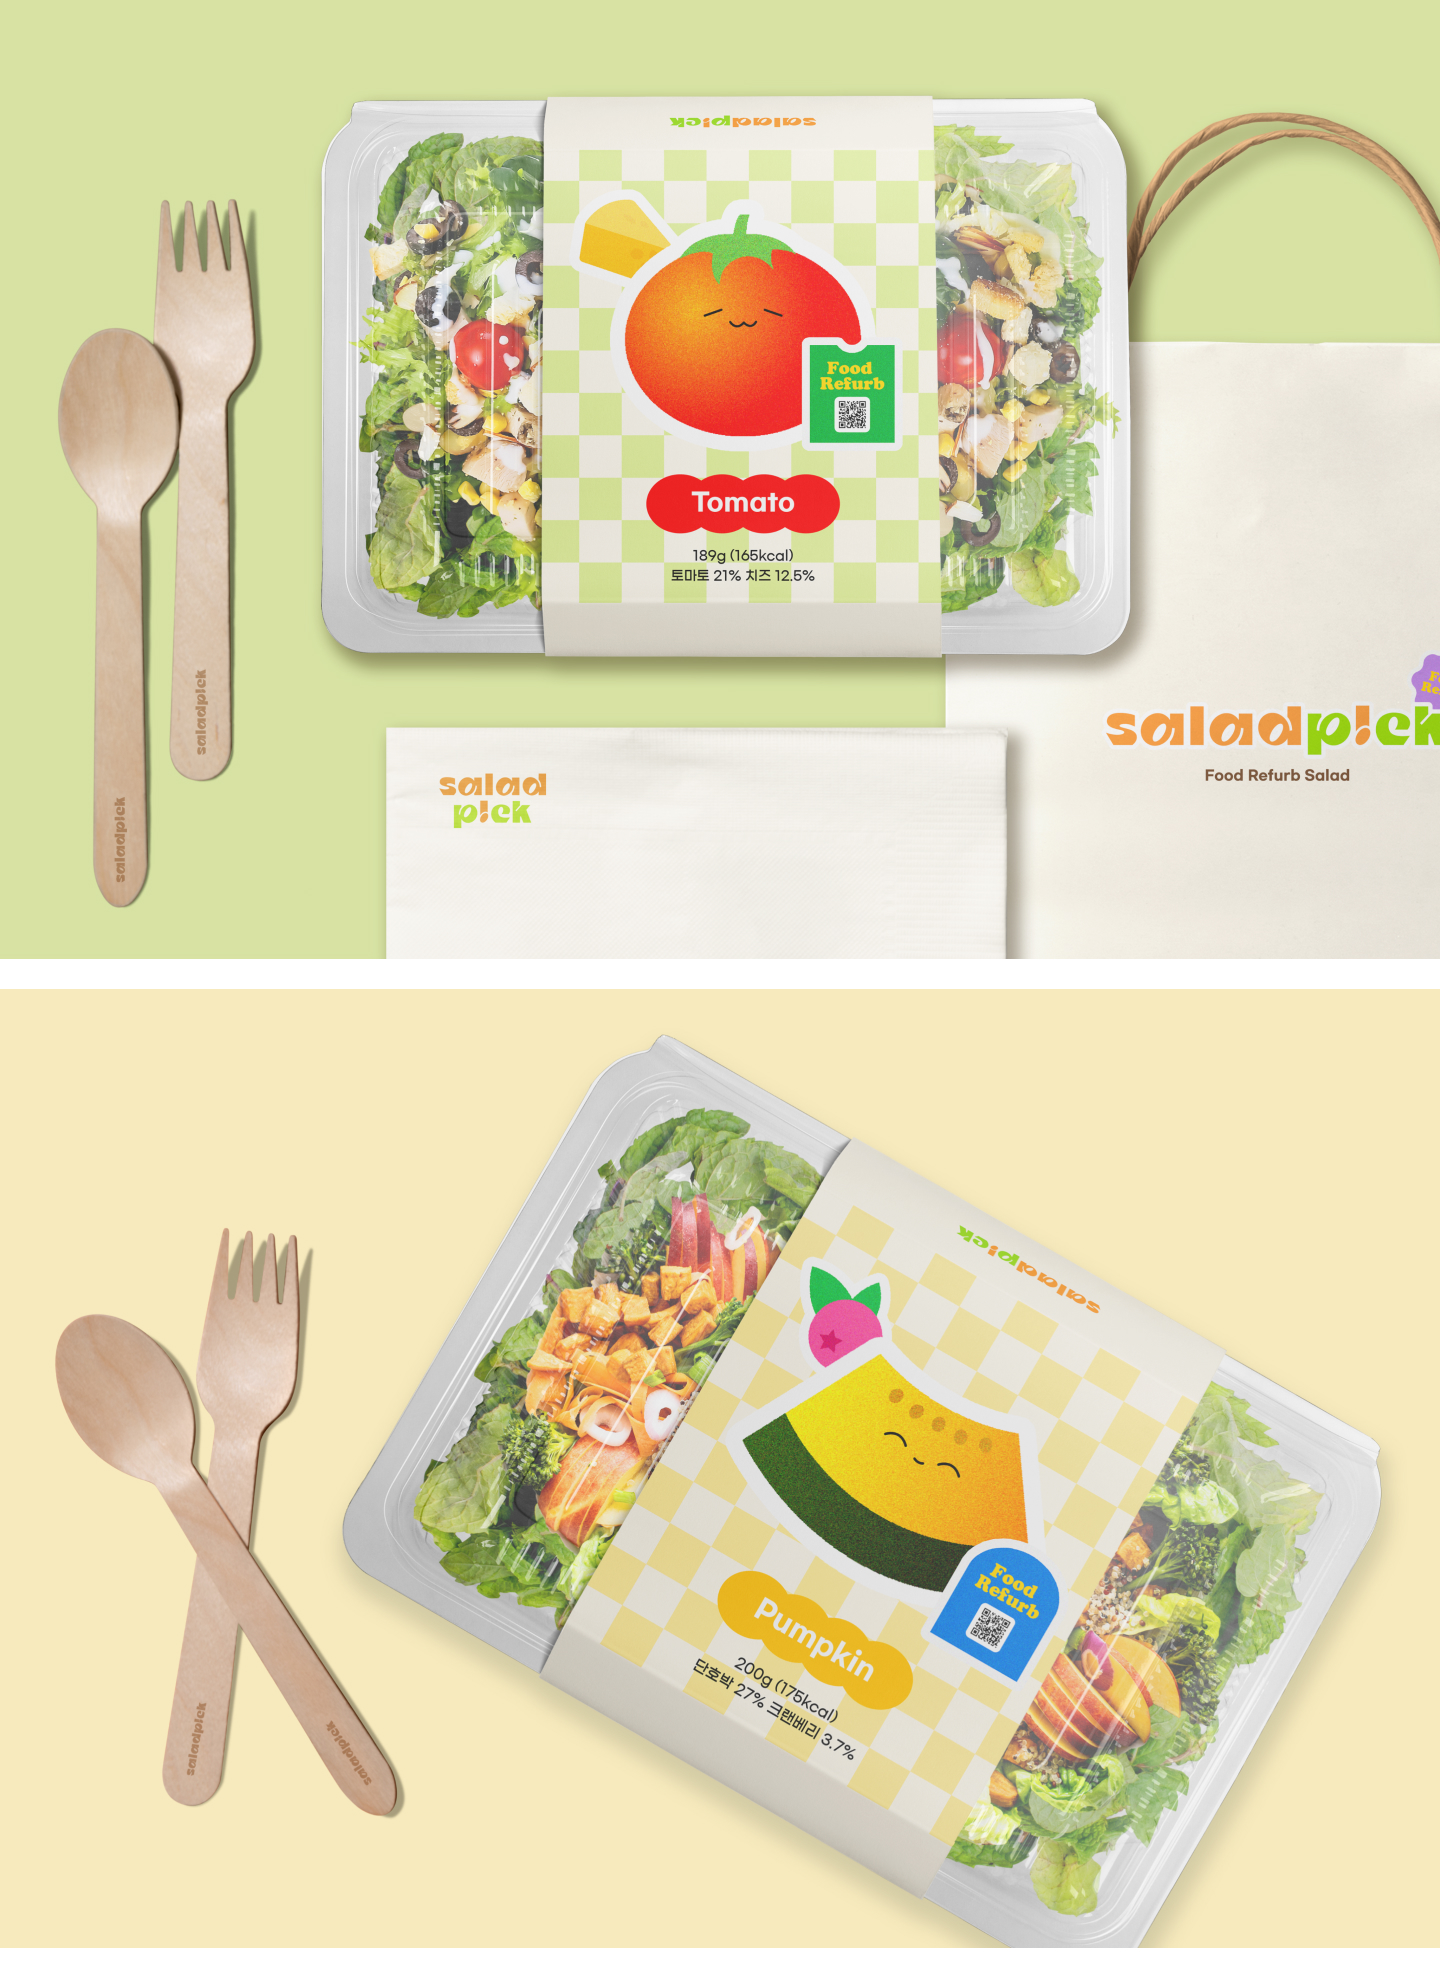 saladp!ck
Food
Refurb
Tomato
189g (165kcal)
토마토 21% 치즈 12.5%
saladpick
saladpick
salad
p!ck
saladp!ck
Food Refurb Salad
saladp!ck
Food
Refurb
Pumpkin
200g (175kcal)
단호박 27% 크랜베리 3.7%
saladpick
saladpick